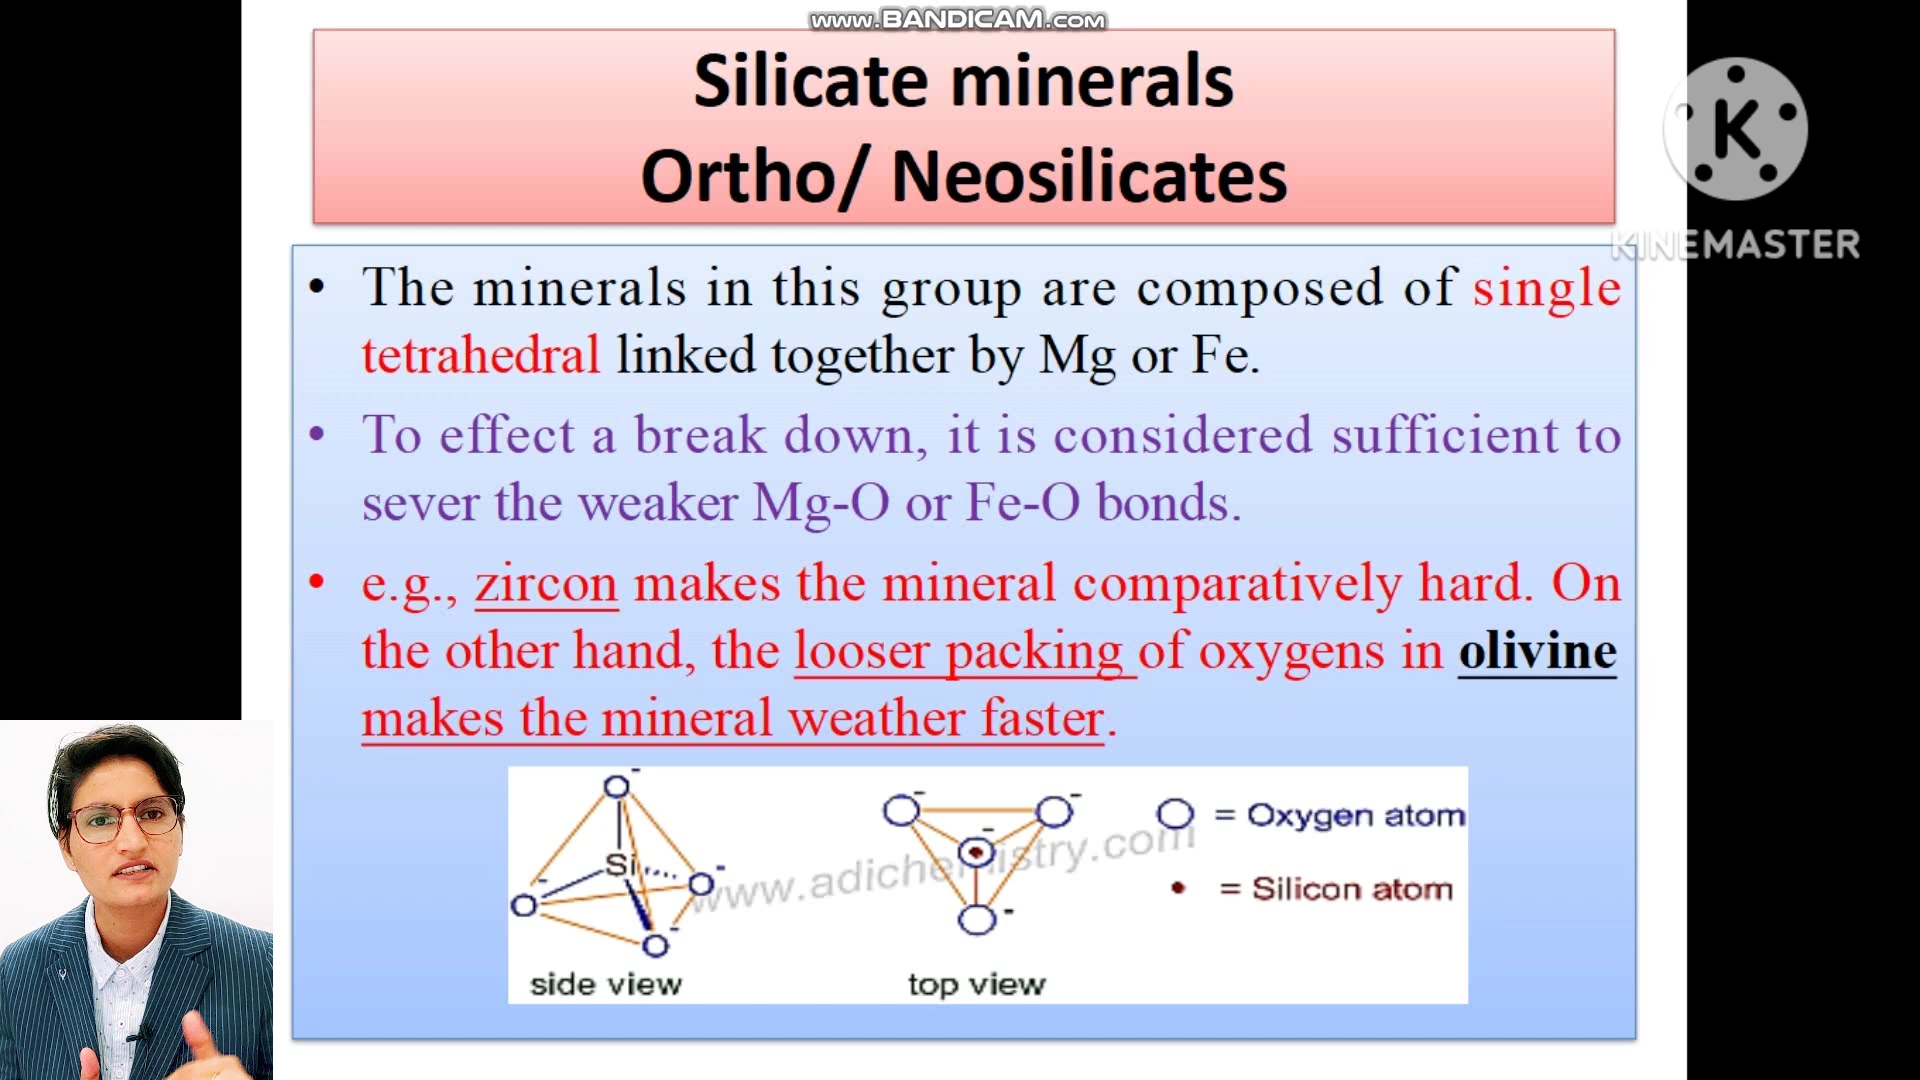 www.BANDICAM.com
Silicate minerals
Ortho/ Neosilicates
K
KINEMASTER
• The minerals in this group are composed of single
tetrahedral linked together by Mg or Fe.
• To effect a break down, it is considered sufficient to
sever the weaker Mg-O or Fe-O bonds.
• e.g., zircon makes the mineral comparatively hard. On
the other hand, the looser packing of oxygens in olivine
makes the mineral weather faster.
O-
Si
O-
O-
O-
side view
O-
O-
O-
O-
top view
www.adichemistry.com
= Oxygen atom
= Silicon atom